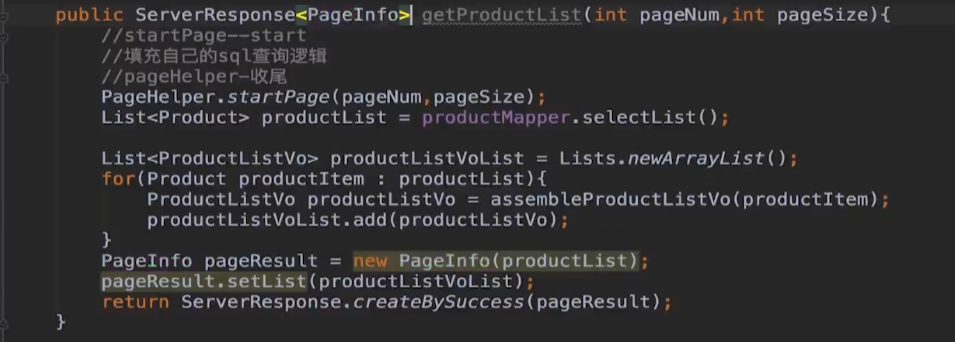 public ServerResponse<PageInfo> getProductList(int pageNum,int pageSize){
//startPage--start
//填充自己的sql查询逻辑
//pageHelper-收尾
PageHelper.startPage(pageNum,pageSize);
List<Product> productList = productMapper.selectList();
List<ProductListVo> productListVoList = Lists.newArrayList();
for(Product productItem : productList){
ProductListVo productListVo = assembleProductListVo(productItem);
productListVoList.add(productListVo);
}
PageInfo pageResult = new PageInfo(productList);
pageResult.setList(productListVoList);
return ServerResponse.createBySuccess(pageResult);
}